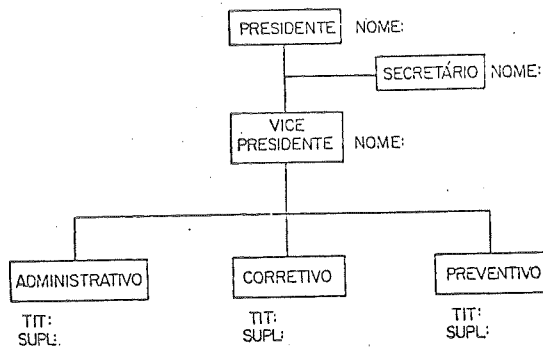 PRESIDENTE NOME:
SECRETÁRIO NOME:
VICE
PRESIDENTE NOME:
ADMINISTRATIVO
CORRETIVO
PREVENTIVO
TIT:
SUPL:
TIT:
SUPL:
TIT:
SUPL: